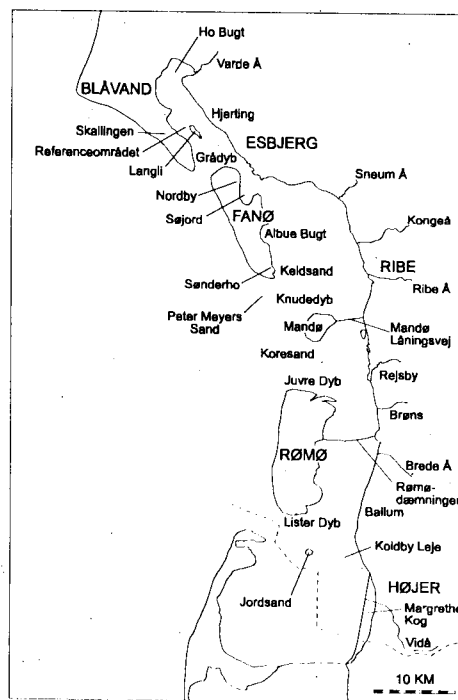 Ho Bugt
Varde Å
BLÅVAND
Hjerting
Skallingen
Referenceområdet
ESBJERG
Langli
Grådyb
Sneum Å
Nordby
Søjord
FANØ
Kongeå
Albue Bugt
RIBE
Keldsand
Sønderho
Ribe Å
Knudedyb
Peter Meyers
Sand
Mandø
Mandø
Låningsvej
Koresand
Rejsby
Juvre Dyb
Brøns
RØMØ
Brede Å
Rømø-
dæmningen
Ballum
Lister Dyb
Koldby Leje
HØJER
Jordsand
Margrethe
Kog
Vidå
10 KM